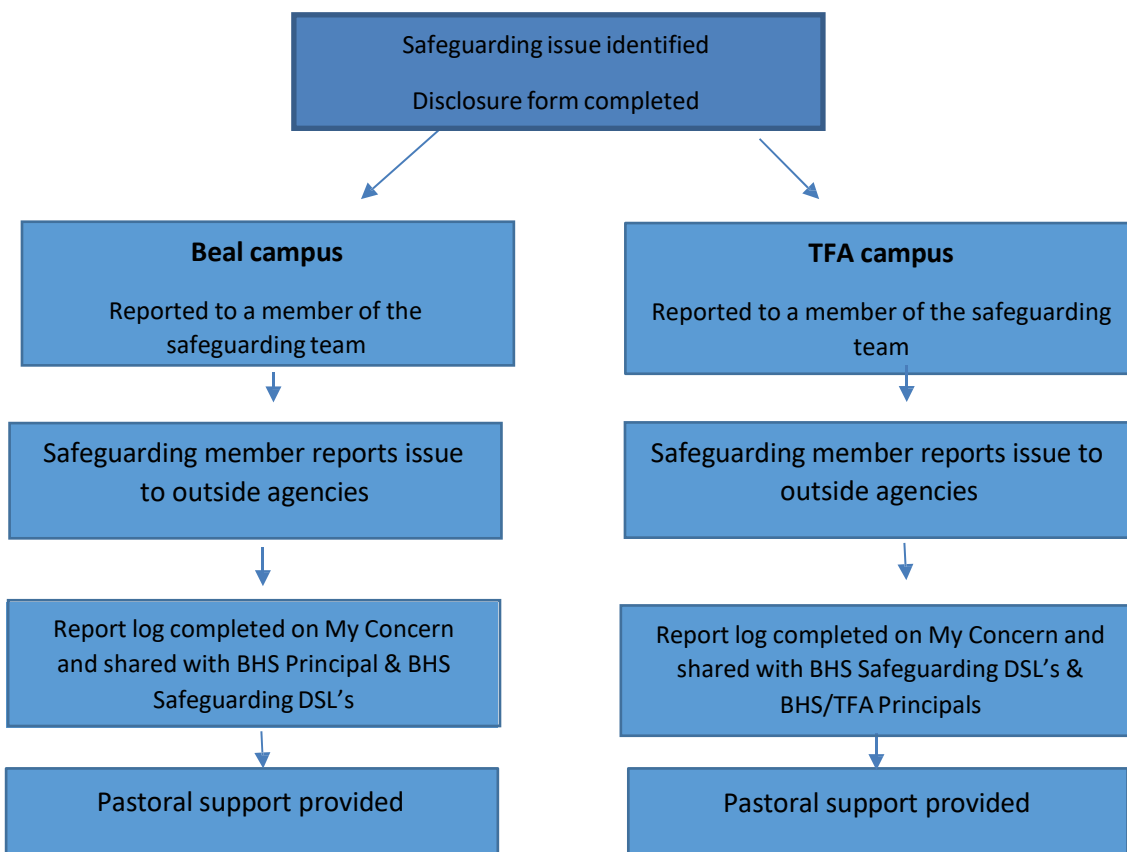 Safeguarding issue identified
Disclosure form completed
Beal campus
Reported to a member of the
safeguarding team
TFA campus
Reported to a member of the safeguarding
team
Safeguarding member reports issue
to outside agencies
Safeguarding member reports issue to
outside agencies
Report log completed on My Concern
and shared with BHS Principal & BHS
Safeguarding DSL’s
Report log completed on My Concern and
shared with BHS Safeguarding DSL’s &
BHS/TFA Principals
Pastoral support provided
Pastoral support provided